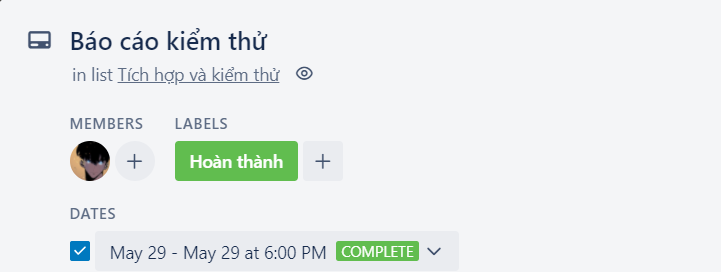 Báo cáo kiểm thử
in list Tích hợp và kiểm thử
MEMBERS LABELS
Hoàn thành
DATES
May 29 - May 29 at 6:00 PM COMPLETE